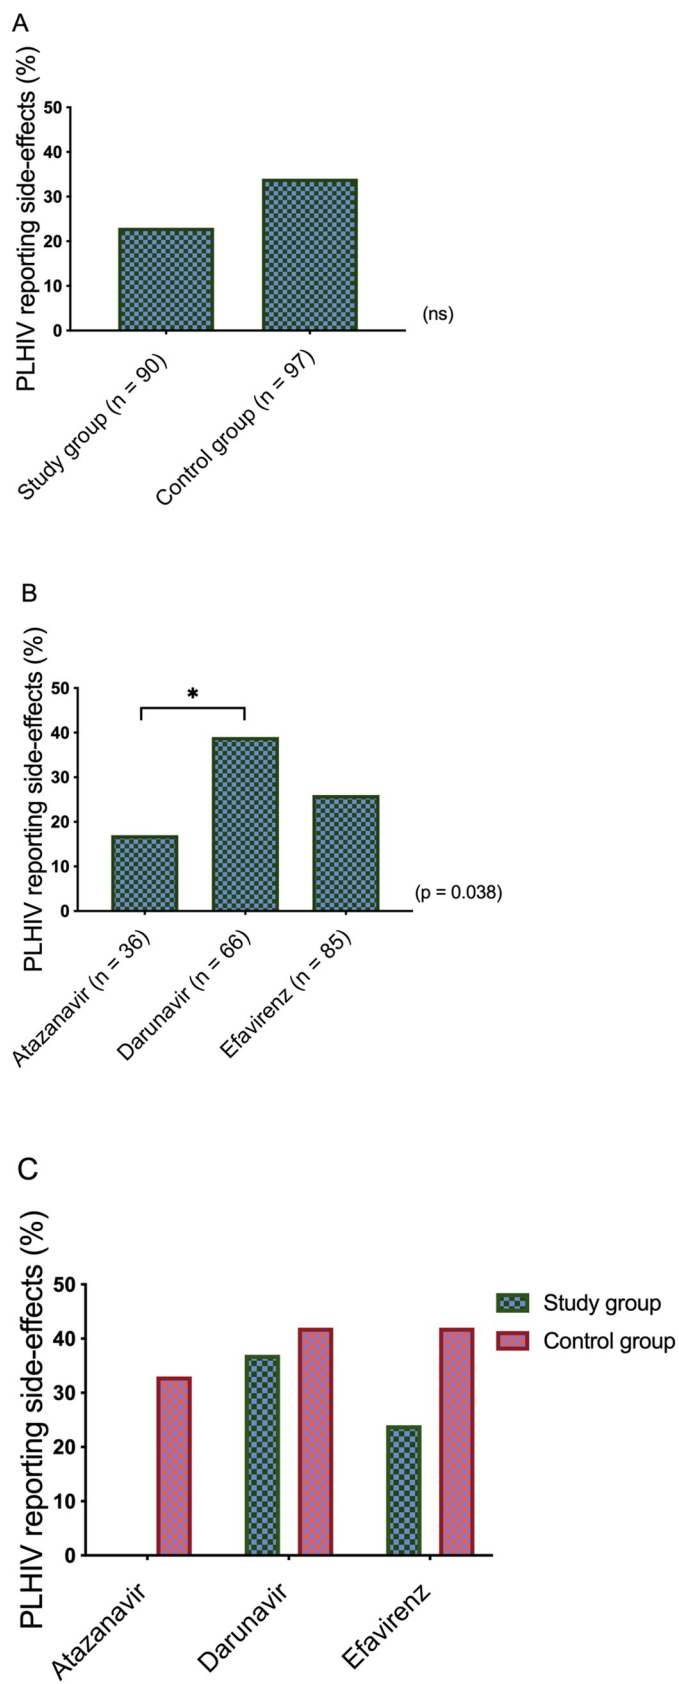 A
PLHIV reporting side-effects (%)
50
40
30
20
10
0
(ns)
Study group (n = 90)
Control group (n = 97)
B
PLHIV reporting side-effects (%)
50
40
30
20
10
0
*
(p = 0.038)
Atazanavir (n = 36)
Darunavir (n = 66)
Efavirenz (n = 85)
C
PLHIV reporting side-effects (%)
50
40
30
20
10
0
Study group
Control group
Atazanavir
Darunavir
Efavirenz